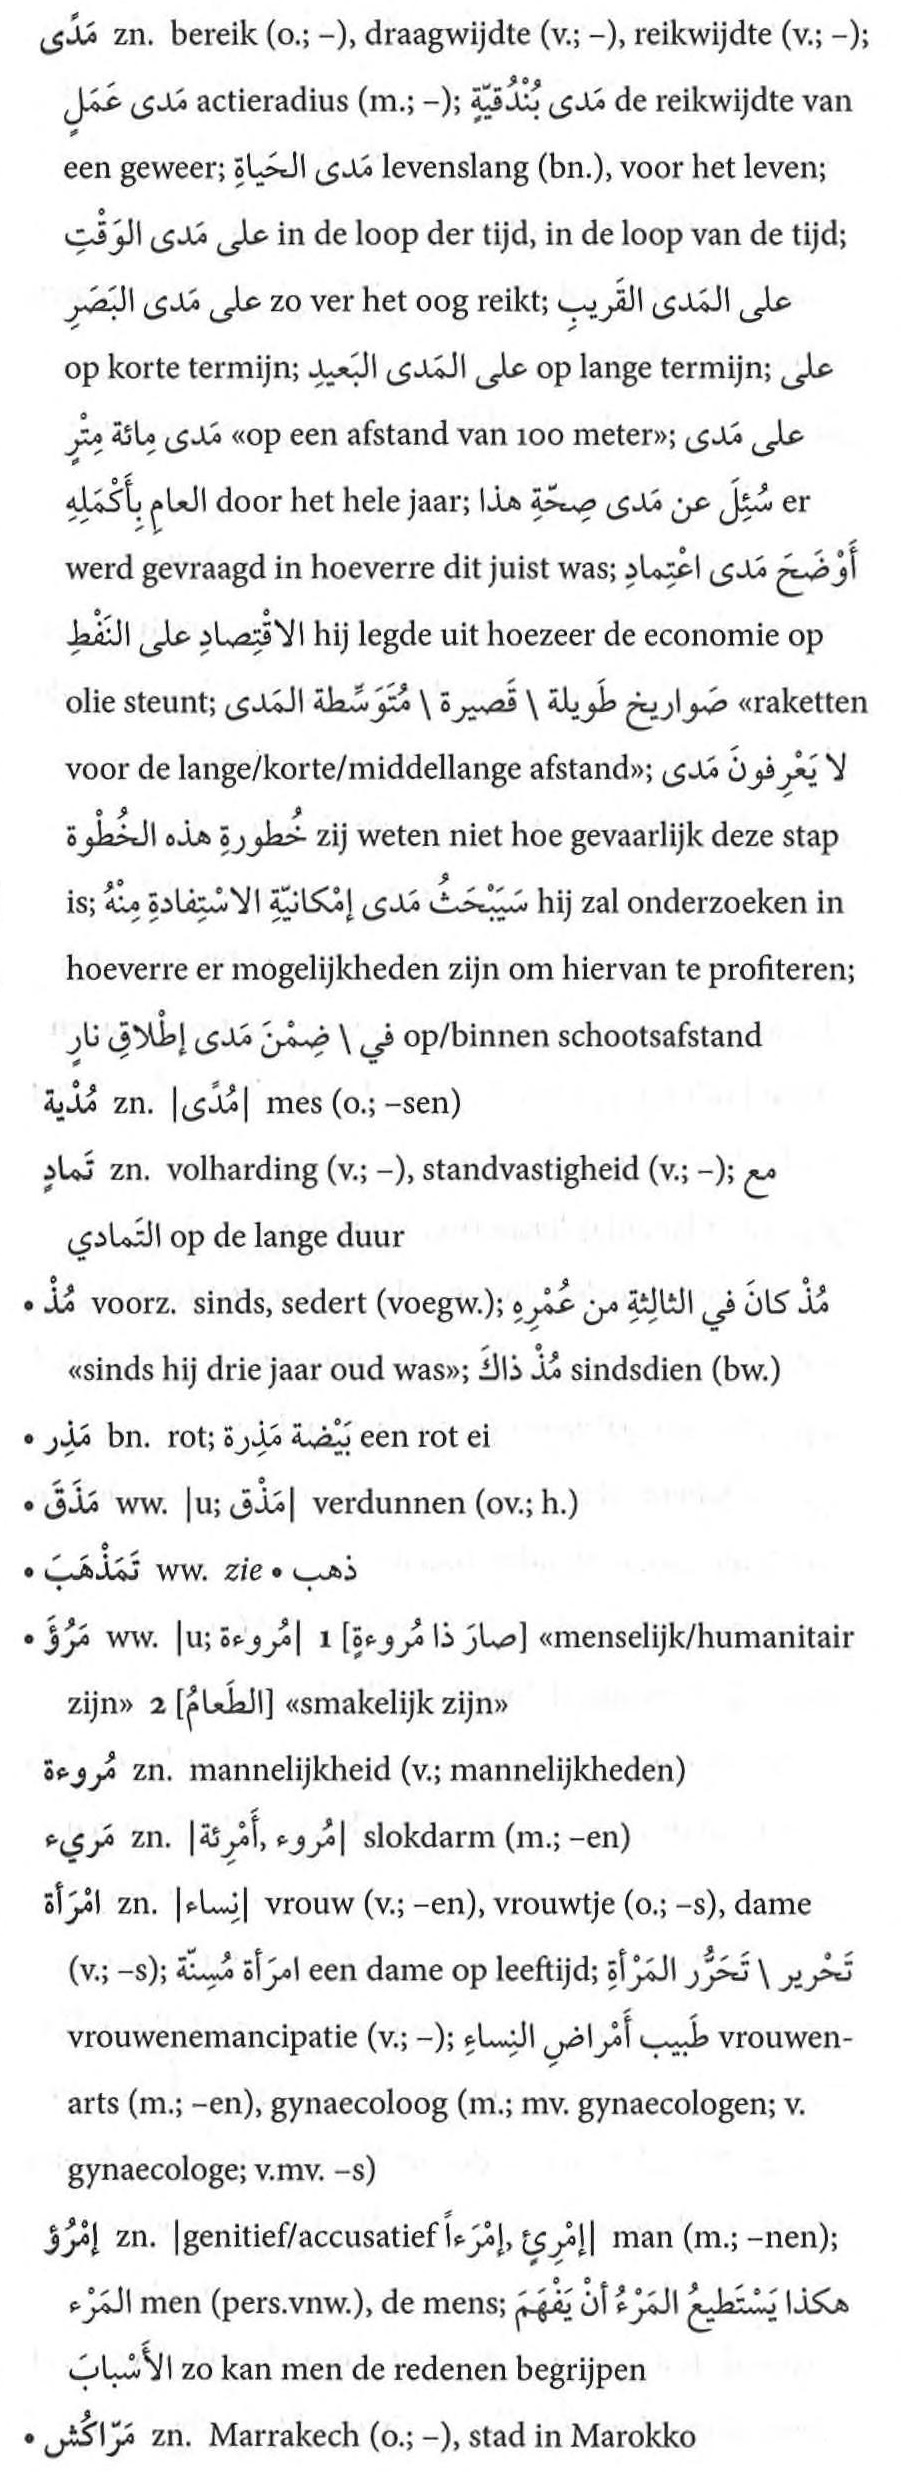 مَدًى zn. bereik (o.; –), draagwijdte (v.; –), reikwijdte (v.; –);
مَدى عَمَلٍ actieradius (m.; –); مَدى بُنْدُقيّةٍ de reikwijdte van
een geweer; مَدى الحَياةِ levenslang (bn.), voor het leven;
على مَدى الوَقْتِ in de loop der tijd, in de loop van de tijd;
على مَدى البَصَرِ zo ver het oog reikt; على المَدى القَريبِ
op korte termijn; على المَدى البَعيدِ op lange termijn; على
مَدى مِائة مِتْرٍ «op een afstand van 100 meter»; على مَدى
العامِ بِأَكْمَلِهِ door het hele jaar; سُئِلَ عن مَدى صِحّةِ هذا er
werd gevraagd in hoeverre dit juist was; أَوْضَحَ مَدى اعْتِمادِ
الاقْتِصادِ على النَفْطِ hij legde uit hoezeer de economie op
olie steunt; صَواريخ طَويلة \ قَصيرة \ مُتَوَسِّطة المَدى «raketten
voor de lange/korte/middellange afstand»; لا يَعْرِفونَ مَدى
خُطورةِ هذه الخُطْوة zij weten niet hoe gevaarlijk deze stap
is; سَيَبْحَثُ مَدى إمْكانيّةِ الاسْتِفادةِ مِنْهُ hij zal onderzoeken in
hoeverre er mogelijkheden zijn om hiervan te profiteren;
في \ ضِمْنَ مَدى إطْلاقِ نارٍ op/binnen schootsafstand
مُدْية zn. |مُدًى| mes (o.; –sen)
تَمادٍ zn. volharding (v.; –), standvastigheid (v.; –); مع
التَمادي op de lange duur
• مُذْ voorz. sinds, sedert (voegw.); مُذْ كانَ في الثالِثةِ من عُمْرِهِ
«sinds hij drie jaar oud was»; مُذْ ذاكَ sindsdien (bw.)
• مَذِر bn. rot; بَيْضة مَذِرة een rot ei
• مَذَقَ ww. |u; مَذْق| verdunnen (ov.; h.)
• تَمَذْهَبَ ww. zie • ذهب
• مَرُؤَ ww. |u; مُروءة| 1 [صارَ ذا مُروءةٍ] «menselijk/humanitair
zijn» 2 [الطَعامُ] «smakelijk zijn»
مُروءة zn. mannelijkheid (v.; mannelijkheden)
مَريء zn. |مُروء, أَمْرِئة| slokdarm (m.; –en)
امْرَأة zn. |نِساء| vrouw (v.; –en), vrouwtje (o.; –s), dame
(v.; –s); امرَأة مُسِنّة een dame op leeftijd; تَحْرير \ تَحَرُّر المَرْأةِ
vrouwenemancipatie (v.; –); طَبيب أَمْراضِ النِساءِ vrouwen-
arts (m.; –en), gynaecoloog (m.; mv. gynaecologen; v.
gynaecologe; v.mv. –s)
إمْرُؤ zn. |genitief/accusatief إمْرِئٍ, إمْرَءاً| man (m.; –nen);
المَرْء men (pers.vnw.), de mens; هكذا يَسْتَطيعُ المَرْءُ أنْ يَفْهَمَ
الأَسْبابَ zo kan men de redenen begrijpen
• مَرّاكُش zn. Marrakech (o.; –), stad in Marokko